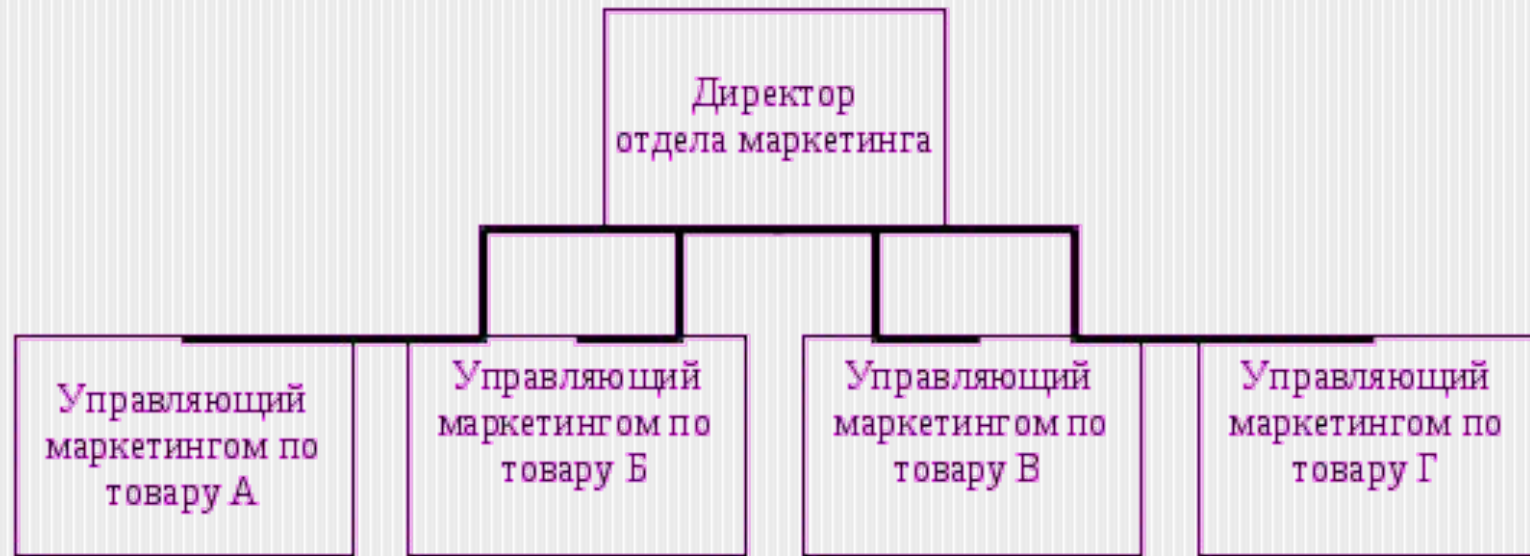 Директор
отдела маркетинга
Управляющий
маркетингом по
товару А
Управляющий
маркетингом по
товару Б
Управляющий
маркетингом по
товару В
Управляющий
маркетингом по
товару Г